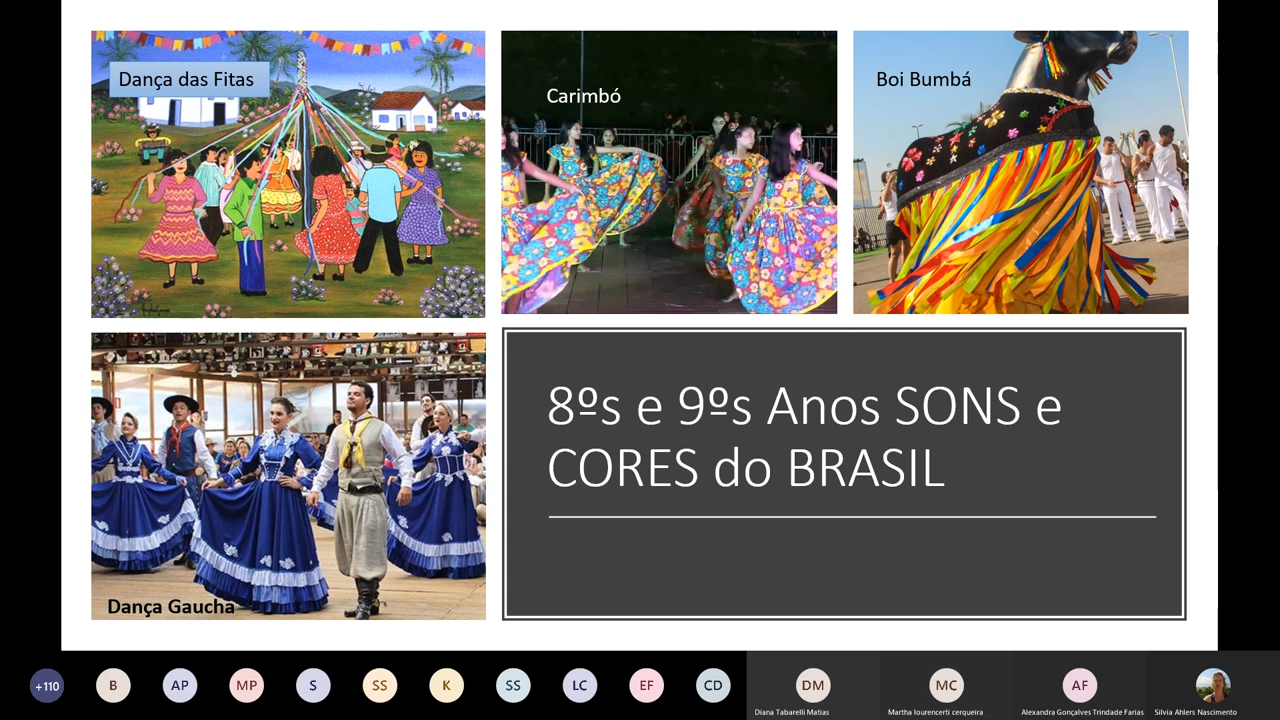 Dança das Fitas
Carimbó
Boi Bumbá
Dança Gaucha
8ºs e 9ºs Anos SONS e
CORES do BRASIL
+110
B
AP
MP
S
SS
K
SS
LC
EF
CD
DM
MC
AF
Diana Tabarelli Matias
Martha lourencerti cerqueira
Alexandra Gonçalves Trindade Farias
Silvia Ahlers Nascimento